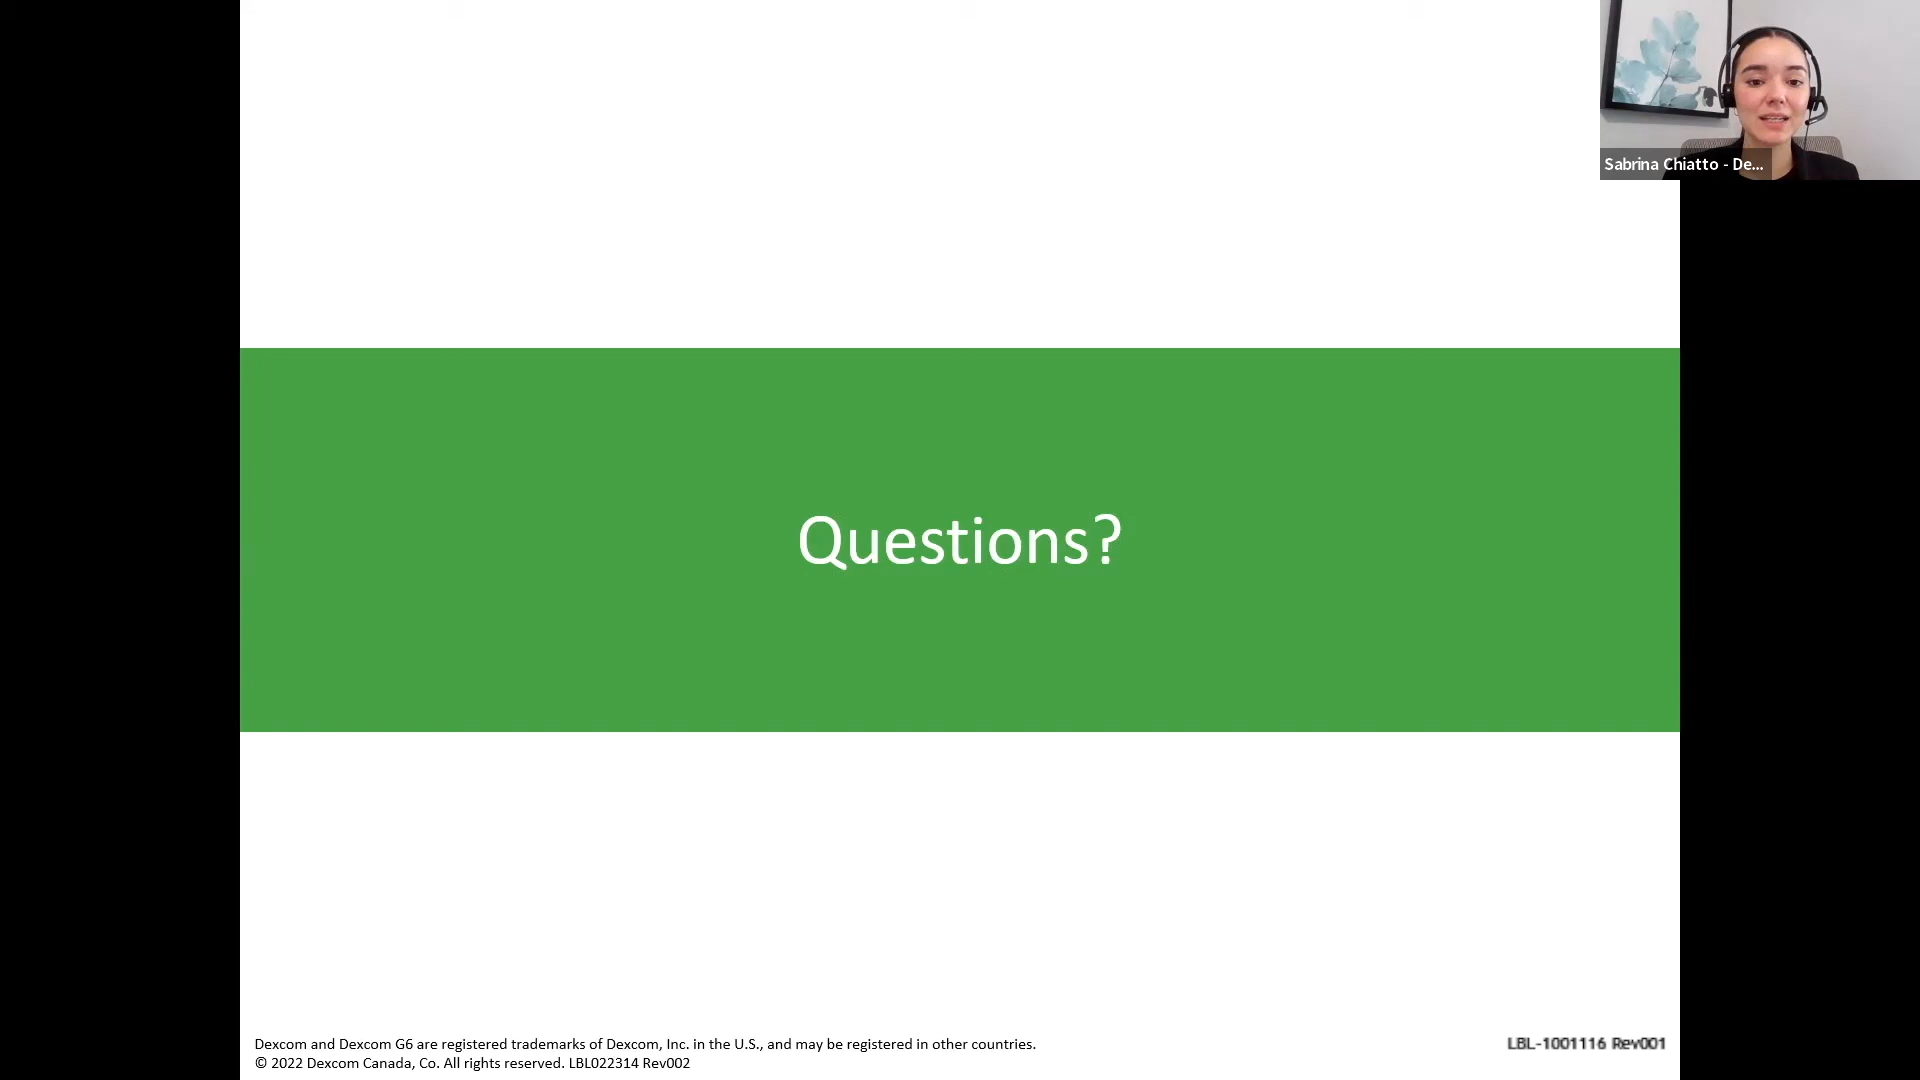 Sabrina Chiatto - De...
Questions?
Dexcom and Dexcom G6 are registered trademarks of Dexcom, Inc. in the U.S., and may be registered in other countries.
© 2022 Dexcom Canada, Co. All rights reserved. LBL022314 Rev002
LBL-1001116 Rev001